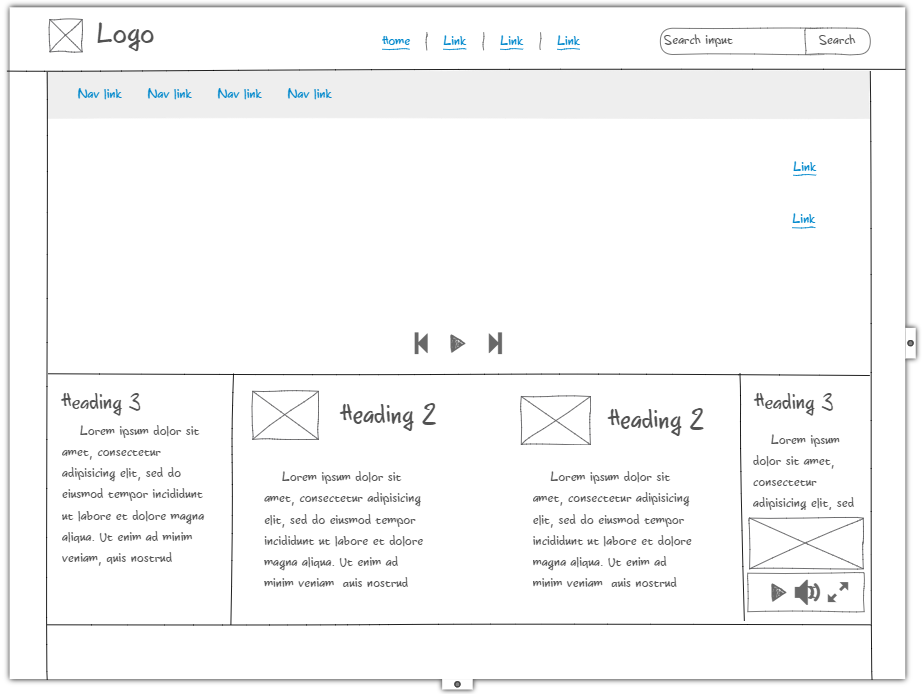 Logo
Home | Link | Link | Link
Search input
Search
Nav link Nav link Nav link Nav link
Link
Link
Heading 3
Lorem ipsum dolor sit
amet, consectetur
adipisicing elit, sed do
eiusmod tempor incididunt
ut labore et dolore magna
aliqua. Ut enim ad minim
veniam, quis nostrud
Heading 2
Lorem ipsum dolor sit
amet, consectetur adipisicing
elit, sed do eiusmod tempor
incididunt ut labore et dolore
magna aliqua. Ut enim ad
minim veniam quis nostrud
Heading 2
Lorem ipsum dolor sit
amet, consectetur adipisicing
elit, sed do eiusmod tempor
incididunt ut labore et dolore
magna aliqua. Ut enim ad
minim veniam quis nostrud
Heading 3
Lorem ipsum
dolor sit amet,
consectetur
adipisicing elit, sed